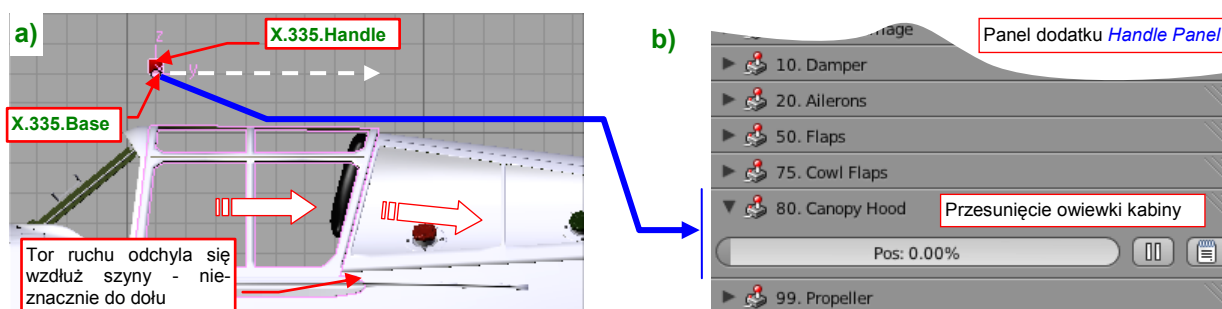 a)
X.335.Handle
z
y
X.335.Base
Tor ruchu odchyla się
wzdłuż szyny - nie-
znacznie do dołu
b)
Panel dodatku Handle Panel
10. Damper
20. Ailerons
50. Flaps
75. Cowl Flaps
80. Canopy Hood
Przesunięcie owiewki kabiny
Pos: 0.00%
99. Propeller